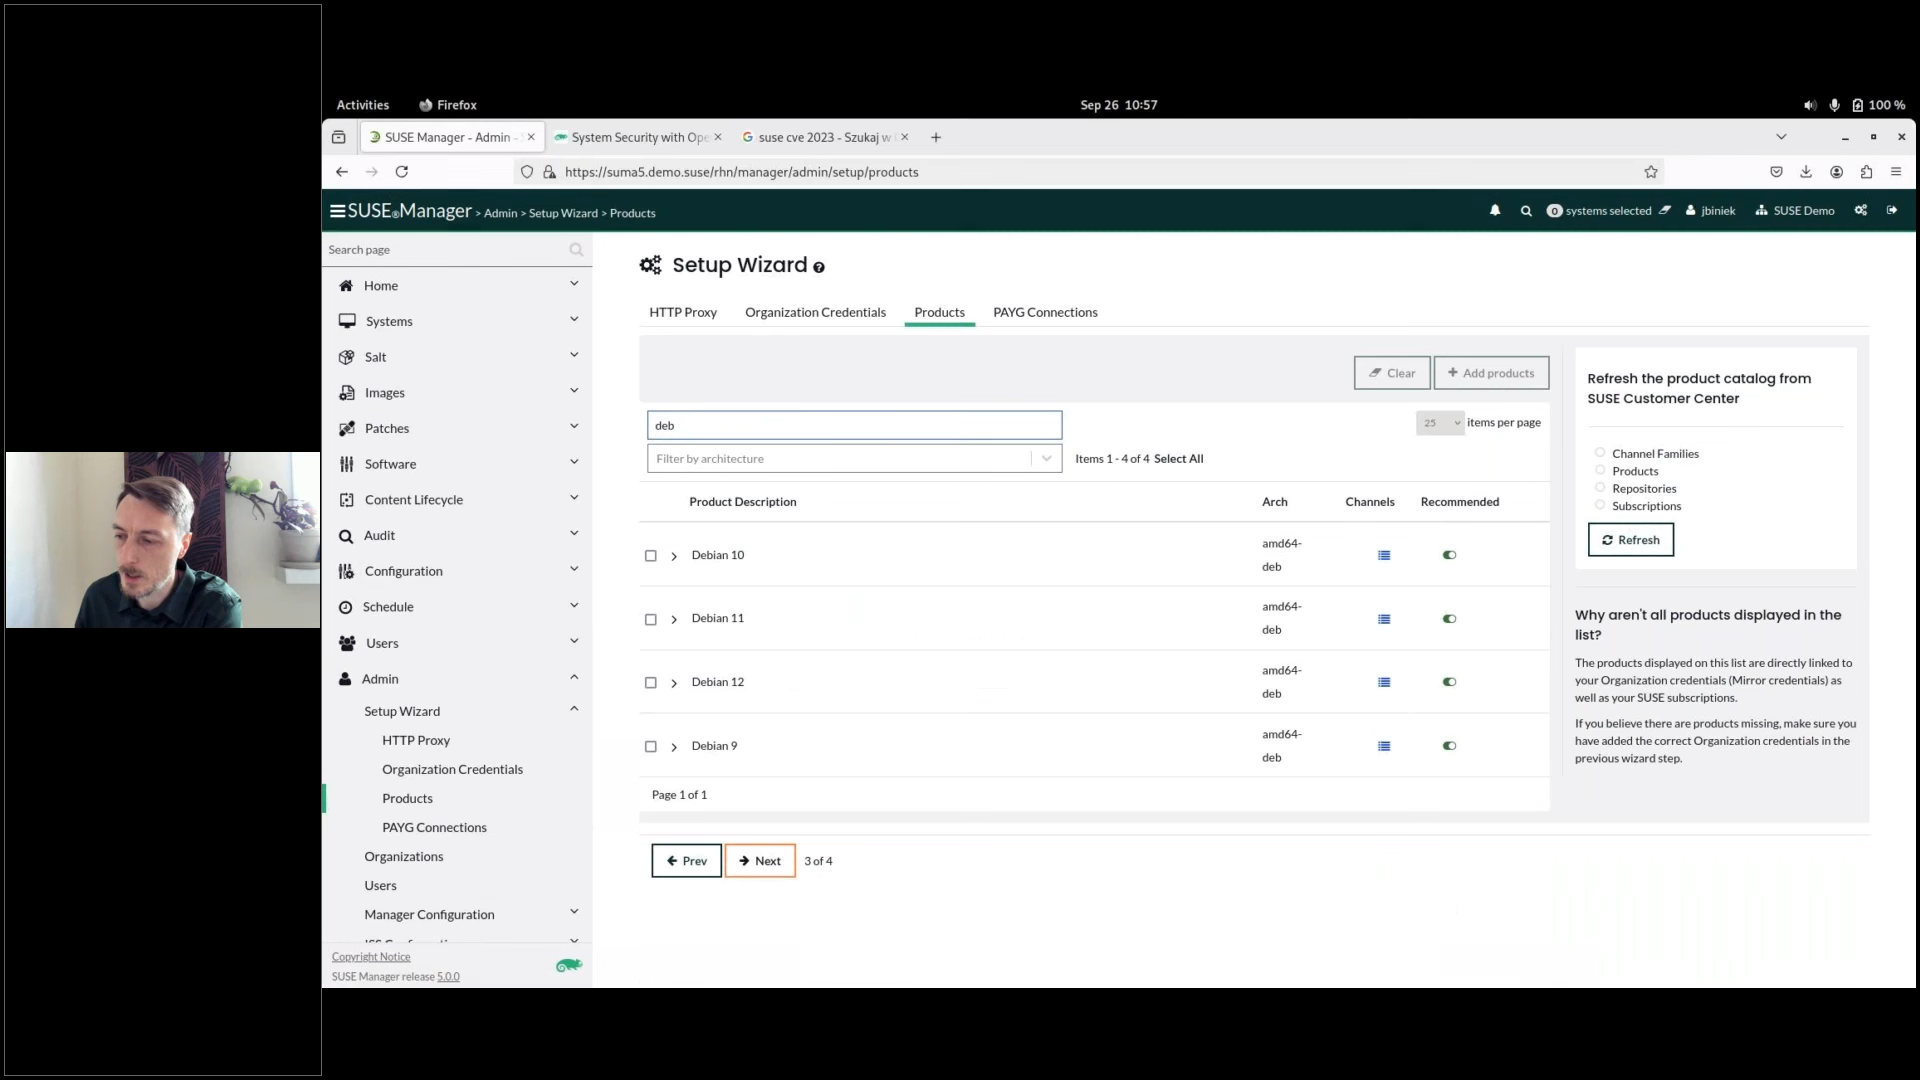 Activities
Firefox
Sep 26 10:57
100 %
SUSE Manager - Admin -
System Security with Ope
suse cve 2023 - Szukaj w
https://suma5.demo.suse/rhn/manager/admin/setup/products
SUSE®Manager > Admin > Setup Wizard > Products
0 systems selected
jbiniek
SUSE Demo
Search page
Home
Systems
Salt
Images
Patches
Software
Content Lifecycle
Audit
Configuration
Schedule
Users
Admin
Setup Wizard
HTTP Proxy
Organization Credentials
Products
PAYG Connections
Organizations
Users
Manager Configuration
Copyright Notice
SUSE Manager release 5.0.0
Setup Wizard
HTTP Proxy
Organization Credentials
Products
PAYG Connections
Clear
Add products
deb
25 items per page
Filter by architecture
Items 1 - 4 of 4 Select All
Product Description
Arch
Channels
Recommended
Debian 10
amd64-
deb
Debian 11
amd64-
deb
Debian 12
amd64-
deb
Debian 9
amd64-
deb
Page 1 of 1
Prev
Next
3 of 4
Refresh the product catalog from
SUSE Customer Center
Channel Families
Products
Repositories
Subscriptions
Refresh
Why aren't all products displayed in the
list?
The products displayed on this list are directly linked to
your Organization credentials (Mirror credentials) as
well as your SUSE subscriptions.
If you believe there are products missing, make sure you
have added the correct Organization credentials in the
previous wizard step.